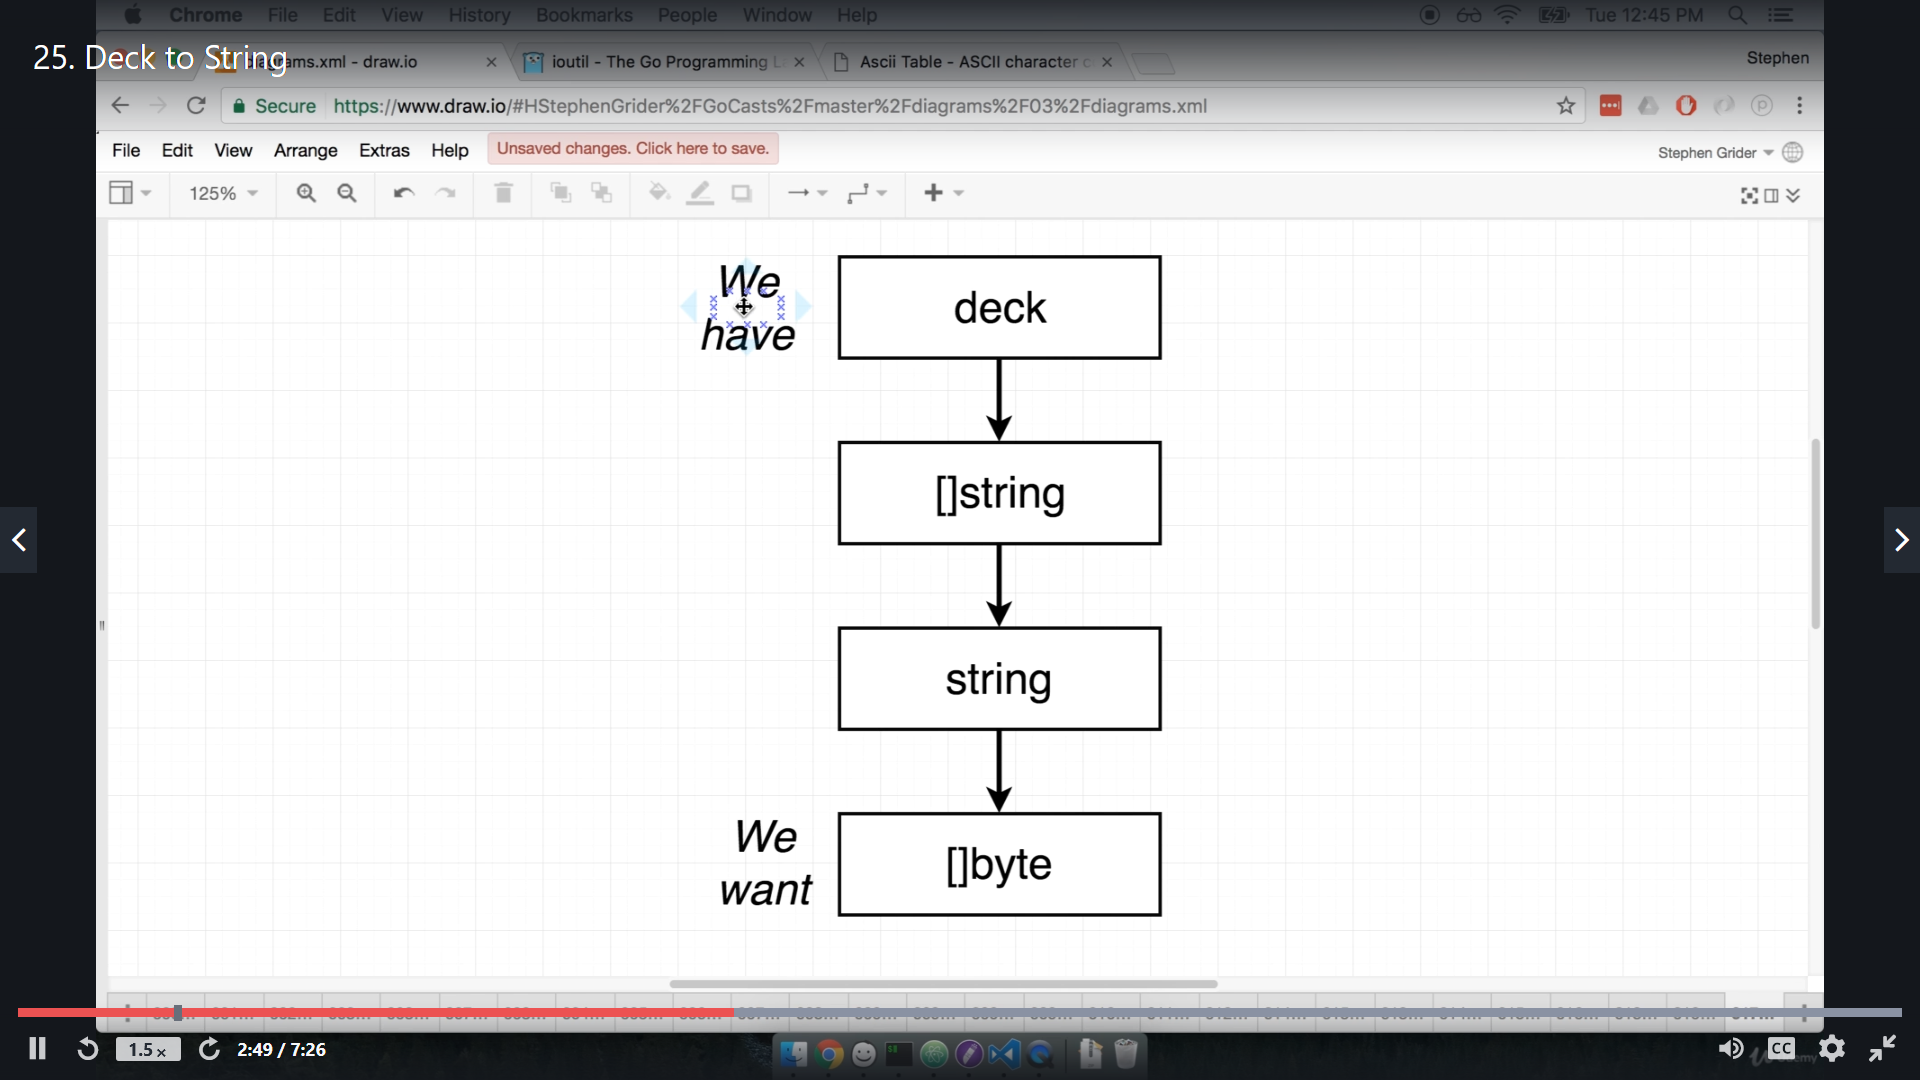 Chrome File Edit View History Bookmarks People Window Help Tue 12:45 PM
25. Deck to String
ams.xml - draw.io ioutil - The Go Programming Ascii Table - ASCII character Stephen
Secure https://www.draw.io/#HStephenGrider%2FGoCasts%2Fmaster%2Fdiagrams%2F03%2Fdiagrams.xml
File Edit View Arrange Extras Help Unsaved changes. Click here to save. Stephen Grider
125%
We
have
deck
[]string
string
We
want
[]byte
1.5 x 2:49 / 7:26 CC